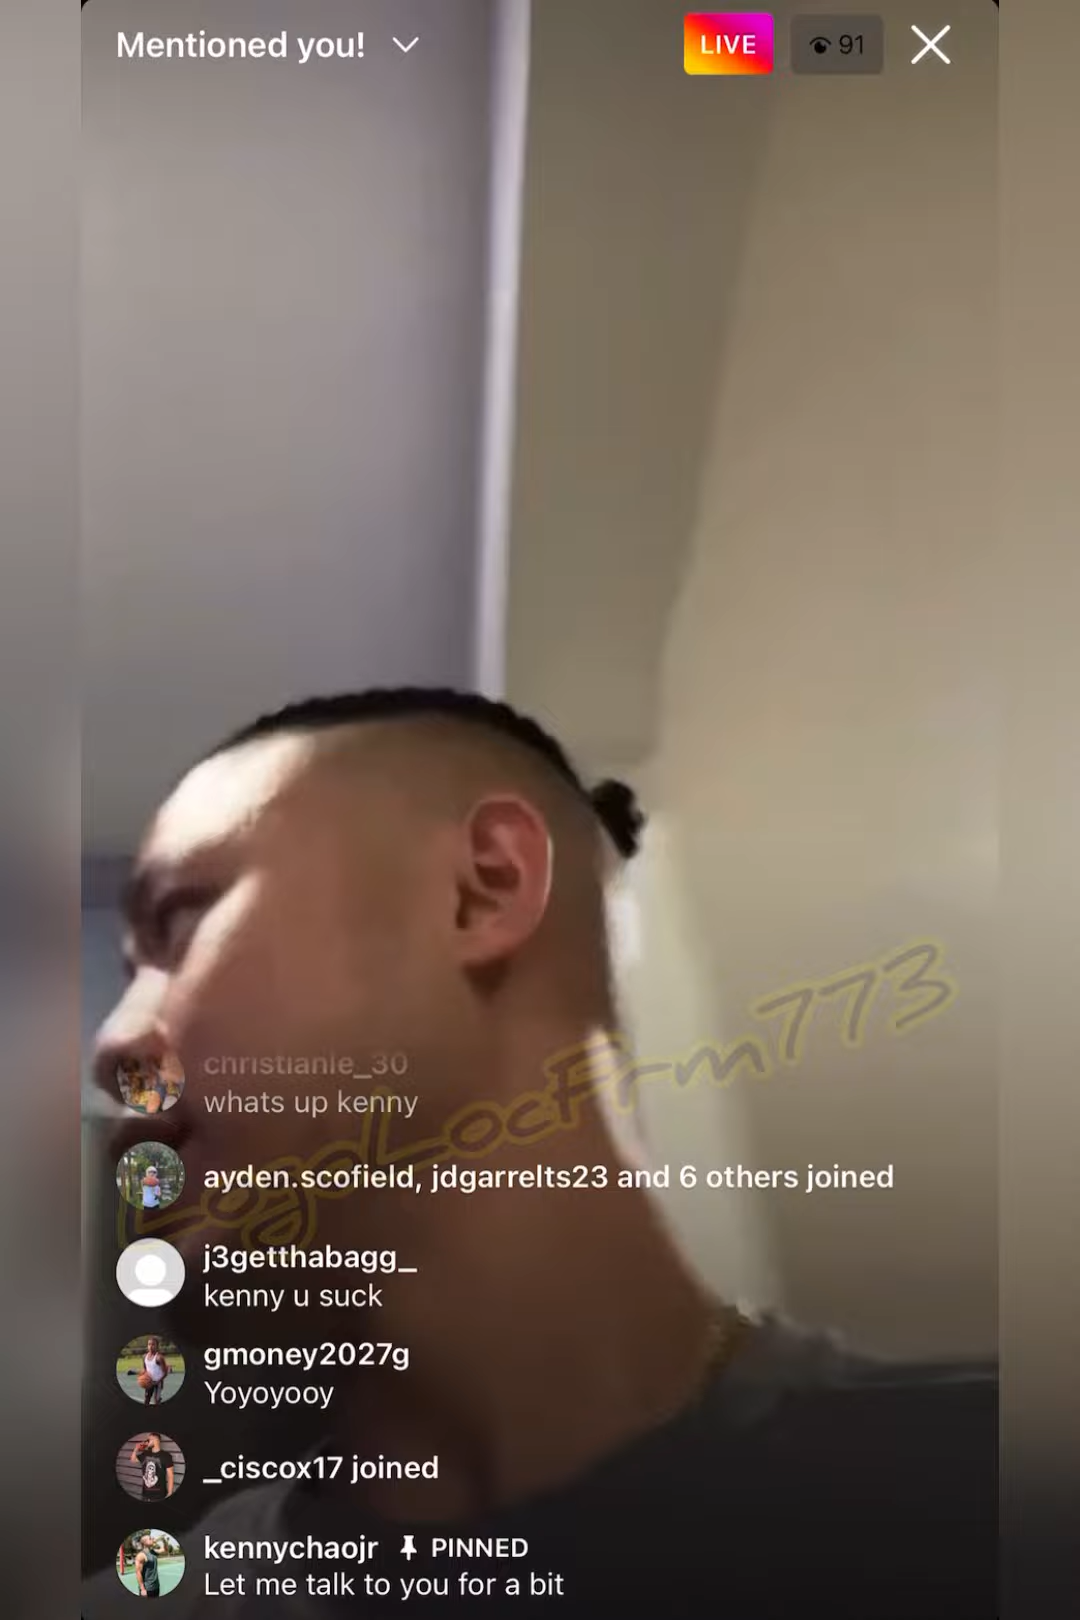 Mentioned you!
LIVE
91
christianle_30
whats up kenny
LogoLocFrm773
ayden.scofield, jdgarrelts23 and 6 others joined
j3getthabagg_
kenny u suck
gmoney2027g
Yoyoyooy
_ciscox17 joined
kennychaojr PINNED
Let me talk to you for a bit